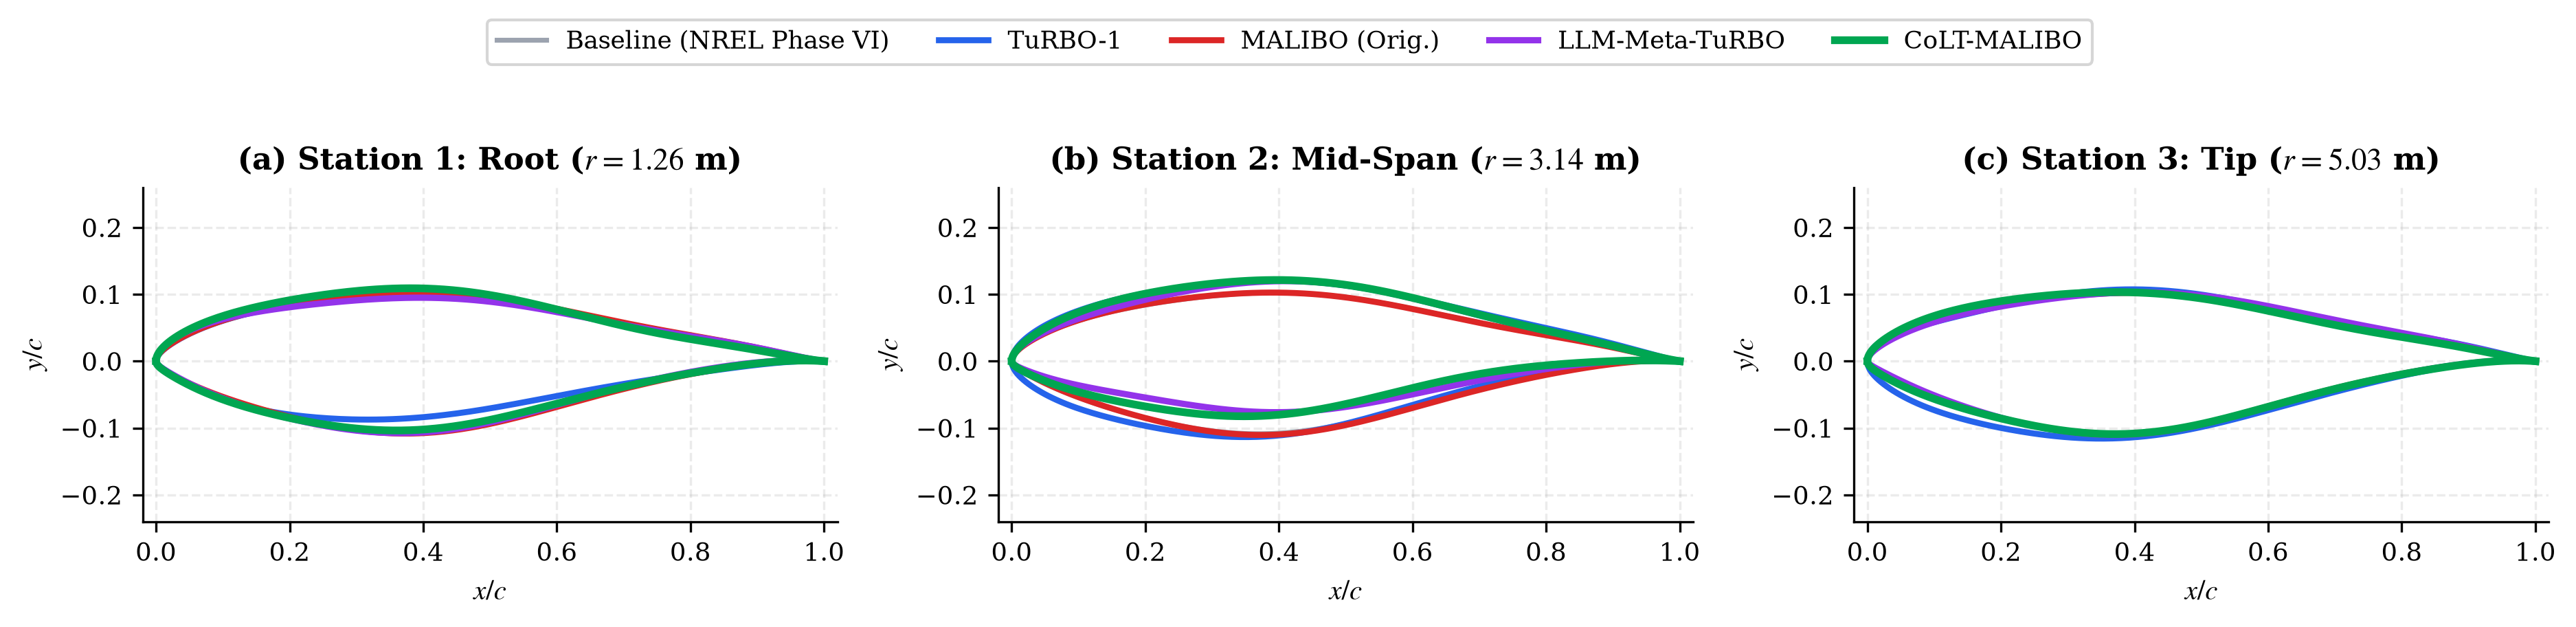 Baseline (NREL Phase VI) TuRBO-1 MALIBO (Orig.) LLM-Meta-TuRBO CoLT-MALIBO
(a) Station 1: Root (r = 1.26 m)
0.2
0.1
0.0
−0.1
−0.2
y/c
0.0 0.2 0.4 0.6 0.8 1.0
x/c
(b) Station 2: Mid-Span (r = 3.14 m)
0.2
0.1
0.0
−0.1
−0.2
y/c
0.0 0.2 0.4 0.6 0.8 1.0
x/c
(c) Station 3: Tip (r = 5.03 m)
0.2
0.1
0.0
−0.1
−0.2
y/c
0.0 0.2 0.4 0.6 0.8 1.0
x/c